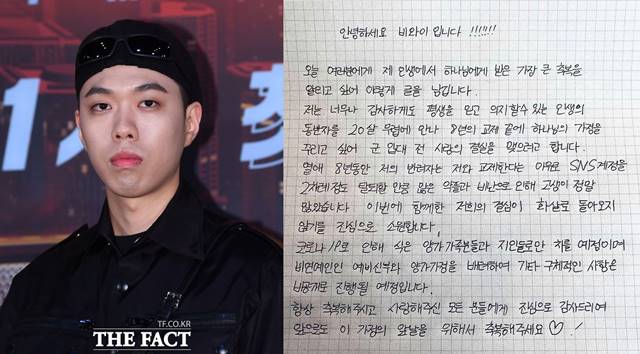 안녕하세요 비와이 입니다 !!!!!!
오늘 여러분에게 제 인생에서 하나님에게 받은 가장 큰 축복을
알리고 싶어 이렇게 글을 남깁니다.
저는 너무나 감사하게도 평생을 믿고 의지할수 있는 인생의
동반자를 20살 무렵에 만나 8년의 교제 끝에 하나님의 가정을
꾸리고 싶어 군 입대 전 사랑의 결실을 맺으려고 합니다.
연애 8년동안 저의 반려자는 저와 교제한다는 이유로 SNS계정을
2차례정도 탈퇴한 만큼 많은 악플과 비난으로 인해 고생이 정말
많았습니다 이번에 함께한 저희의 결심이 화살로 돌아오지
않기를 진심으로 소원합니다.
코로나19로 인해 식은 양가가족분들과 지인들로만 치를 예정이며
비연예인인 예비신부와 양가가정을 배려하여 기타 구체적인 사항은
비공개로 진행될 예정입니다.
항상 축복해주시고 사랑해주신 모든 분들에게 진심으로 감사드리며
앞으로도 이 가정의 앞날을 위해서 축복해주세요 ♡ !
TF.CO.KR
THE FACT